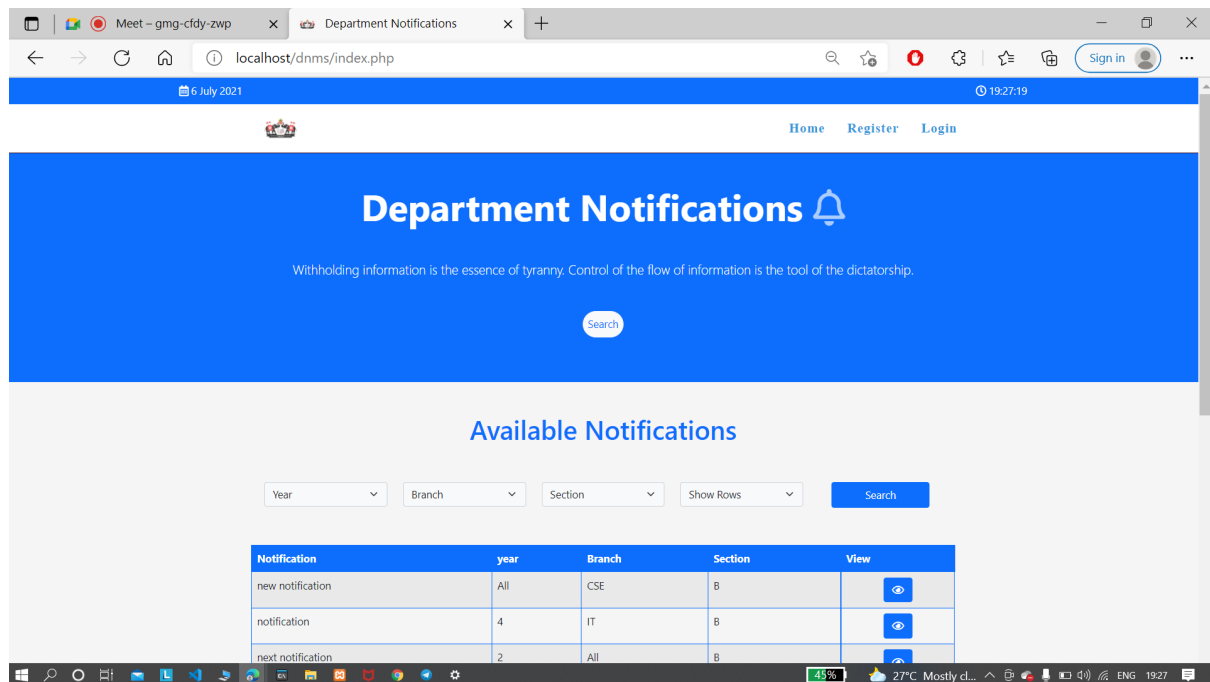 Meet – gmg-cfdy-zwp
Department Notifications
localhost/dnms/index.php
Sign in
6 July 2021
19:27:19
Home Register Login
Department Notifications
Withholding information is the essence of tyranny. Control of the flow of information is the tool of the dictatorship.
Search
Available Notifications
Year Branch Section Show Rows Search
Notification year Branch Section View
new notification All CSE B
notification 4 IT B
next notification 2 All B
45% 27°C Mostly cl... ENG 19:27